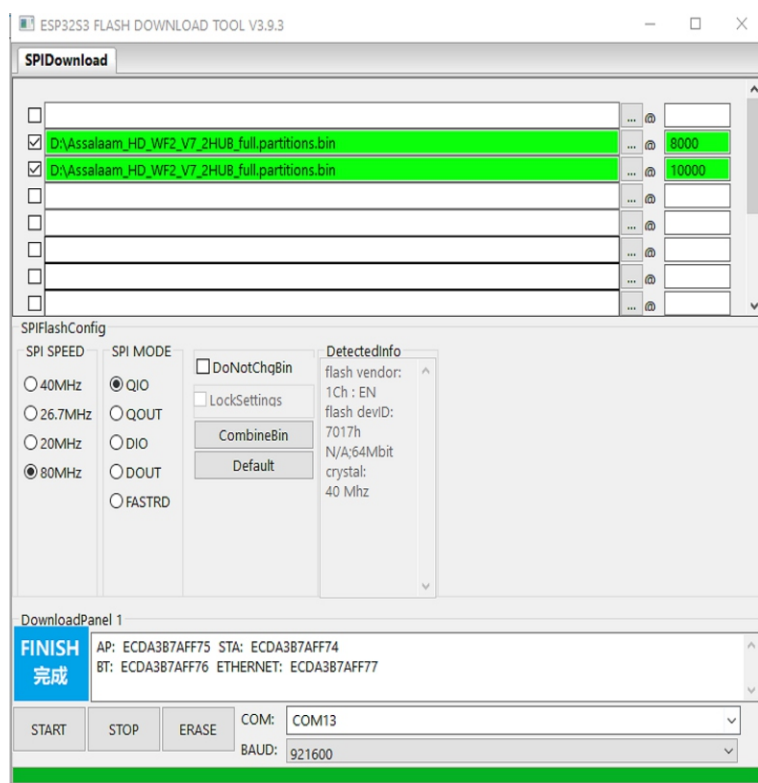 ESP32S3 FLASH DOWNLOAD TOOL V3.9.3
SPIDownload
... @
D:\Assalaam_HD_WF2_V7_2HUB_full.partitions.bin ... @ 8000
D:\Assalaam_HD_WF2_V7_2HUB_full.partitions.bin ... @ 10000
... @
... @
... @
... @
... @
SPIFlashConfig
SPI SPEED
40MHz
26.7MHz
20MHz
80MHz
SPI MODE
QIO
QOUT
DIO
DOUT
FASTRD
DoNotChgBin
LockSettings
CombineBin
Default
DetectedInfo
flash vendor:
1Ch : EN
flash devID:
7017h
N/A;64Mbit
crystal:
40 Mhz
DownloadPanel 1
FINISH
完成
AP: ECDA3B7AFF75 STA: ECDA3B7AFF74
BT: ECDA3B7AFF76 ETHERNET: ECDA3B7AFF77
START STOP ERASE
COM: COM13
BAUD: 921600